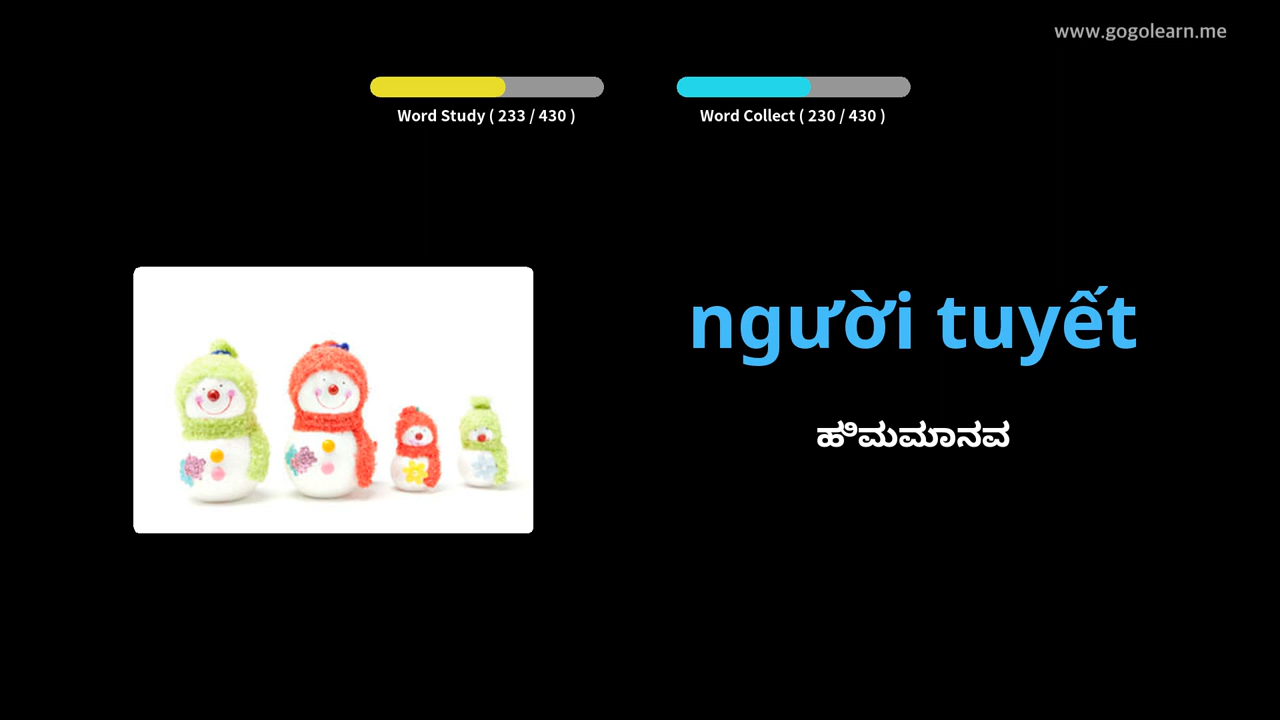 www.gogolearn.me
Word Study ( 233 / 430 )
Word Collect ( 230 / 430 )
người tuyết
ಹಿಮಮಾನವ